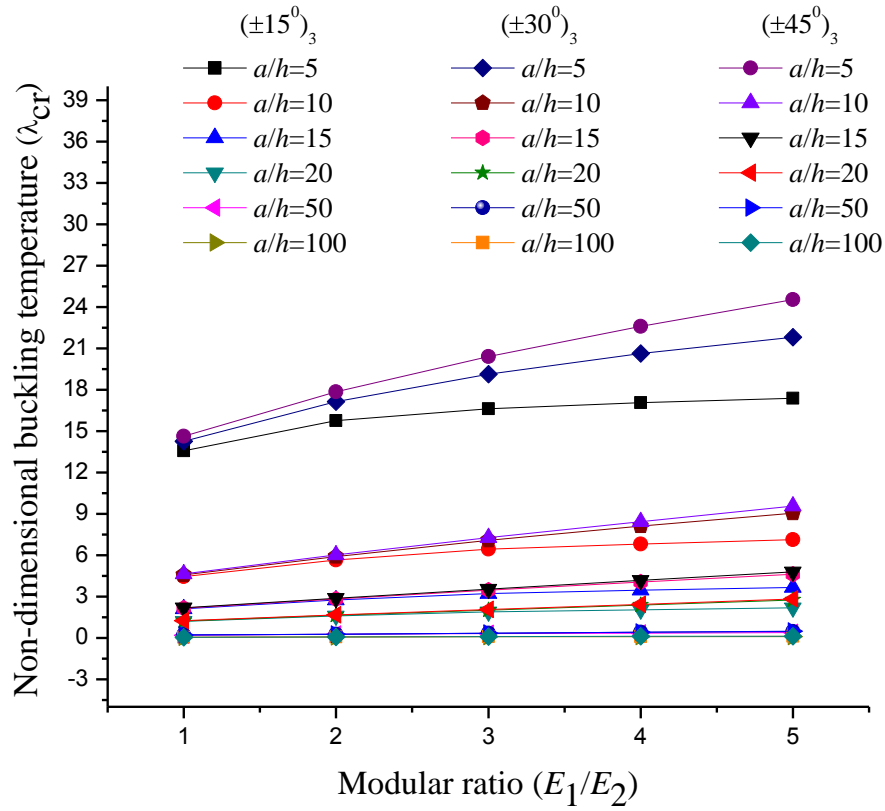 (±15⁰)₃ (±30⁰)₃ (±45⁰)₃
a/h=5 a/h=5 a/h=5
a/h=10 a/h=10 a/h=10
a/h=15 a/h=15 a/h=15
a/h=20 a/h=20 a/h=20
a/h=50 a/h=50 a/h=50
a/h=100 a/h=100 a/h=100
Non-dimensional buckling temperature (λcr)
39
36
33
30
27
24
21
18
15
12
9
6
3
0
-3
1 2 3 4 5
Modular ratio (E₁/E₂)